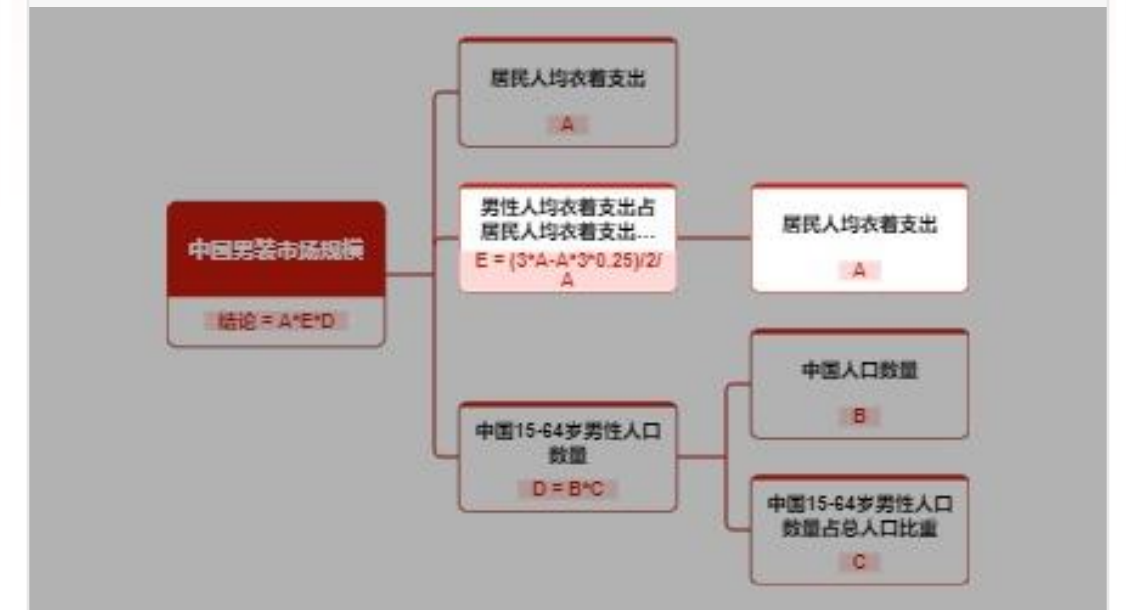 居民人均衣着支出
A
男性人均衣着支出占
居民人均衣着支出...
E = (3*A-A*3*0.25)/2/
A
居民人均衣着支出
A
中国男装市场规模
结论 = A*E*D
中国人口数量
B
中国15-64岁男性人口
数量
D = B*C
中国15-64岁男性人口
数量占总人口比重
C